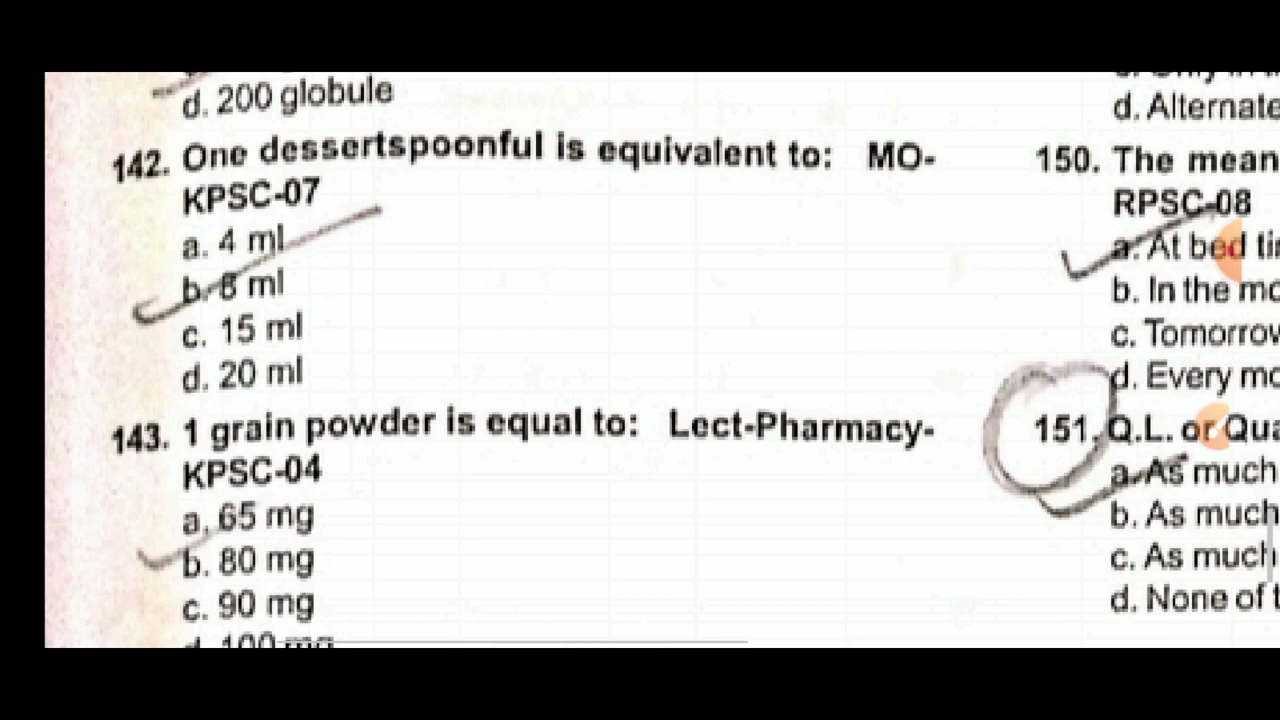 d. 200 globule
142. One dessertspoonful is equivalent to: MO-
KPSC-07
a. 4 ml
b. 8 ml
c. 15 ml
d. 20 ml
143. 1 grain powder is equal to: Lect-Pharmacy-
KPSC-04
a. 65 mg
b. 80 mg
c. 90 mg
d. 100 mg
d. Alternate
150. The mean
RPSC-08
a. At bed
b. In the
c. Tomorrow
d. Every
151. Q.L. or
a. As much
b. As much
c. As much
d. None of